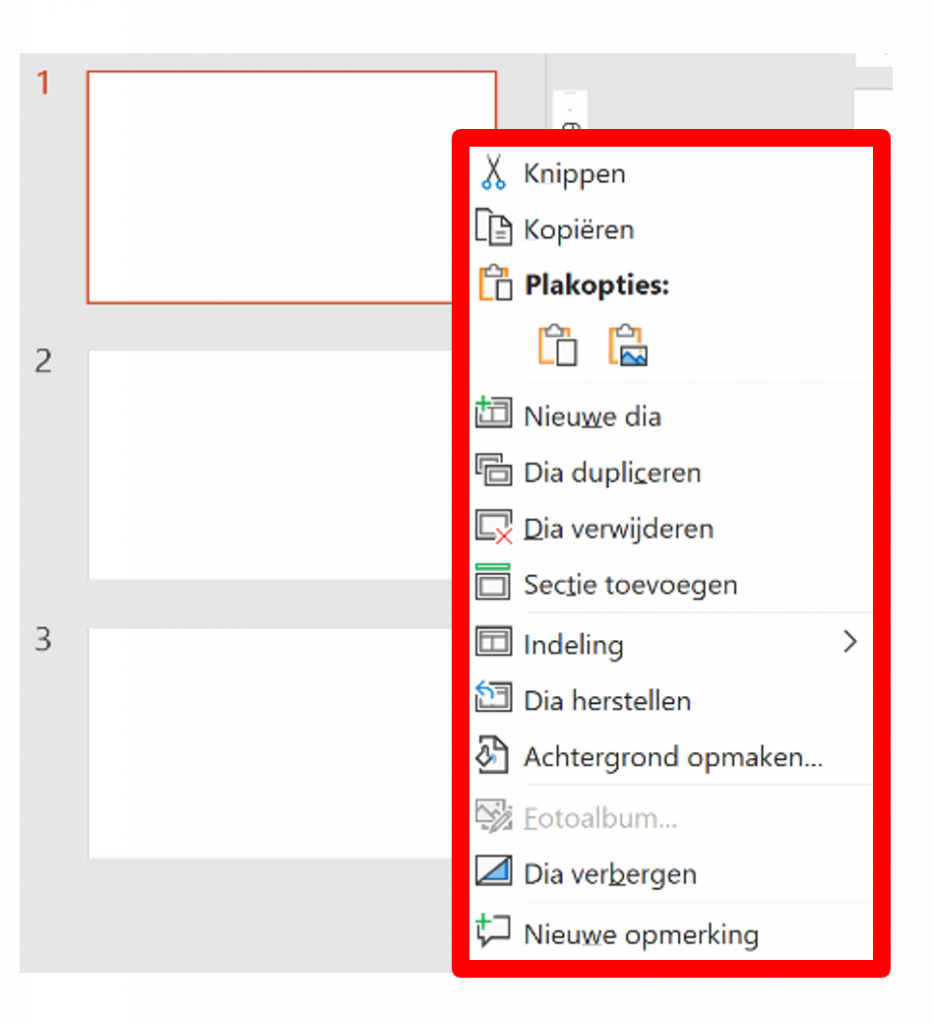 1
Knippen
Kopiëren
Plakopties:
2
Nieuwe dia
Dia dupliceren
Dia verwijderen
Sectie toevoegen
3
Indeling
Dia herstellen
Achtergrond opmaken...
Fotoalbum...
Dia verbergen
Nieuwe opmerking